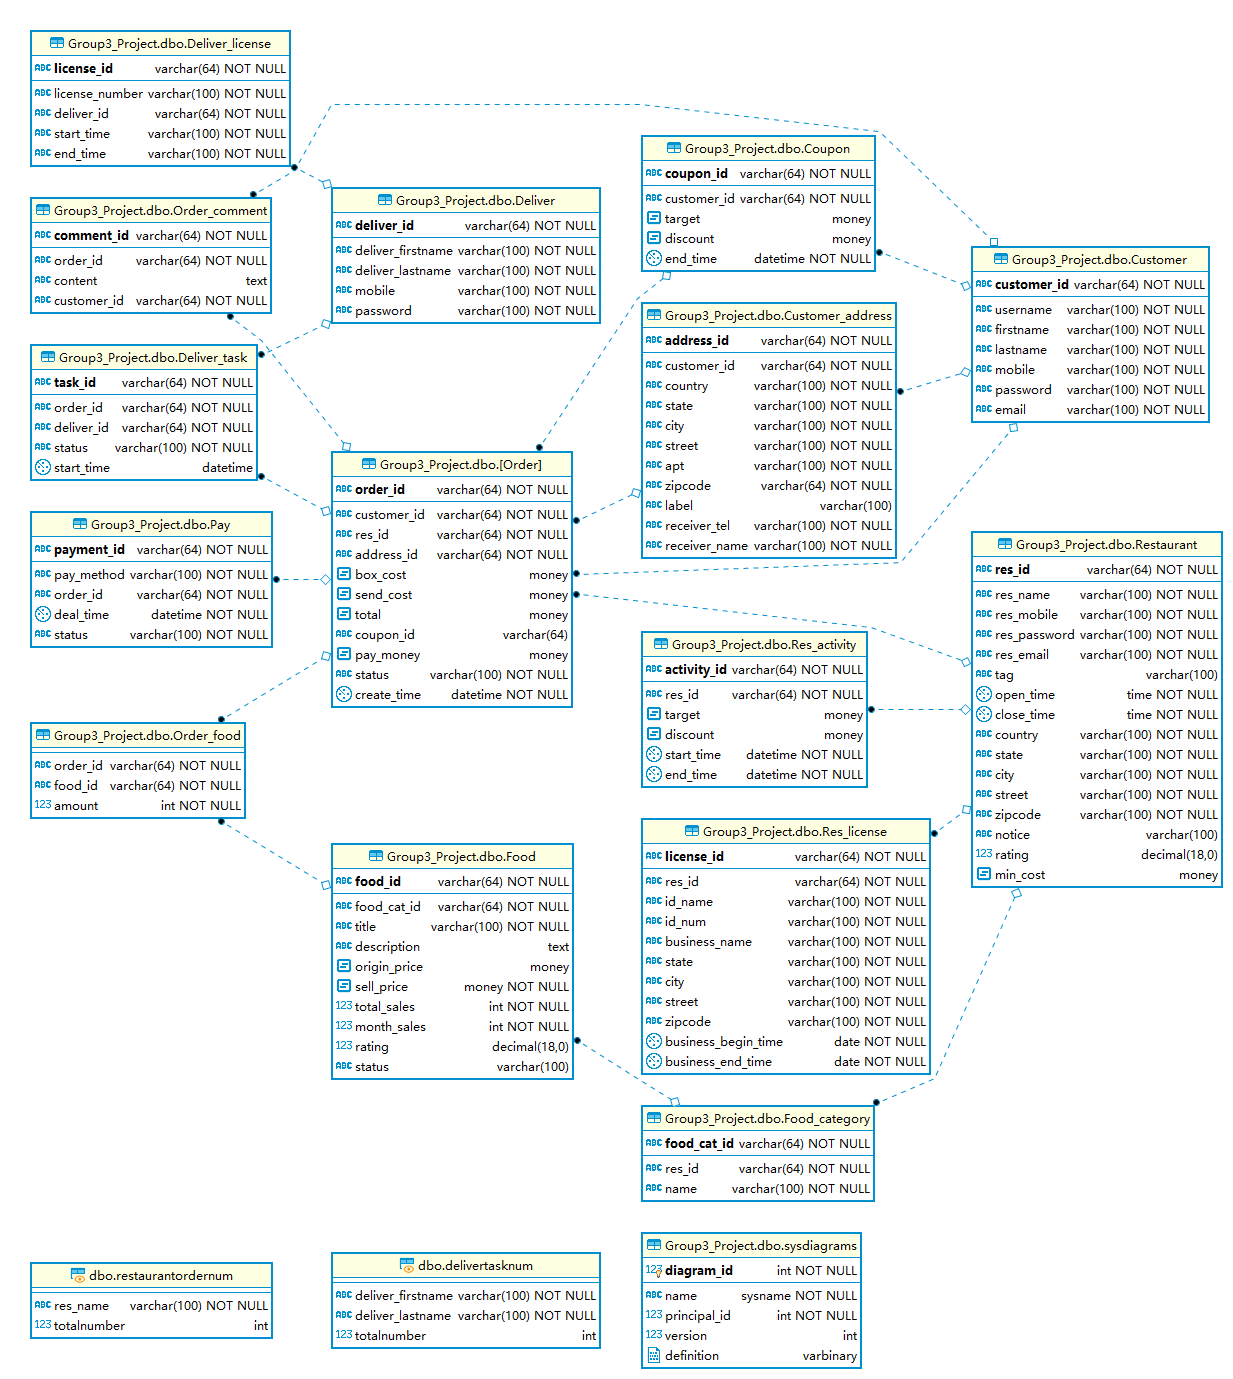 Group3_Project.dbo.Deliver_license
license_id varchar(64) NOT NULL
license_number varchar(100) NOT NULL
deliver_id varchar(64) NOT NULL
start_time varchar(100) NOT NULL
end_time varchar(100) NOT NULL
Group3_Project.dbo.Order_comment
comment_id varchar(64) NOT NULL
order_id varchar(64) NOT NULL
content text
customer_id varchar(64) NOT NULL
Group3_Project.dbo.Deliver
deliver_id varchar(64) NOT NULL
deliver_firstname varchar(100) NOT NULL
deliver_lastname varchar(100) NOT NULL
mobile varchar(100) NOT NULL
password varchar(100) NOT NULL
Group3_Project.dbo.Coupon
coupon_id varchar(64) NOT NULL
customer_id varchar(64) NOT NULL
target money
discount money
end_time datetime NOT NULL
Group3_Project.dbo.Customer
customer_id varchar(64) NOT NULL
username varchar(100) NOT NULL
firstname varchar(100) NOT NULL
lastname varchar(100) NOT NULL
mobile varchar(100) NOT NULL
password varchar(100) NOT NULL
email varchar(100) NOT NULL
Group3_Project.dbo.Customer_address
address_id varchar(64) NOT NULL
customer_id varchar(64) NOT NULL
country varchar(100) NOT NULL
state varchar(100) NOT NULL
city varchar(100) NOT NULL
street varchar(100) NOT NULL
apt varchar(100) NOT NULL
zipcode varchar(64) NOT NULL
label varchar(100)
receiver_tel varchar(100) NOT NULL
receiver_name varchar(100) NOT NULL
Group3_Project.dbo.Deliver_task
task_id varchar(64) NOT NULL
order_id varchar(64) NOT NULL
deliver_id varchar(64) NOT NULL
status varchar(100) NOT NULL
start_time datetime
Group3_Project.dbo.[Order]
order_id varchar(64) NOT NULL
customer_id varchar(64) NOT NULL
res_id varchar(64) NOT NULL
address_id varchar(64) NOT NULL
box_cost money
send_cost money
total money
coupon_id varchar(64)
pay_money money
status varchar(100) NOT NULL
create_time datetime NOT NULL
Group3_Project.dbo.Pay
payment_id varchar(64) NOT NULL
pay_method varchar(100) NOT NULL
order_id varchar(64) NOT NULL
deal_time datetime NOT NULL
status varchar(100) NOT NULL
Group3_Project.dbo.Restaurant
res_id varchar(64) NOT NULL
res_name varchar(100) NOT NULL
res_mobile varchar(100) NOT NULL
res_password varchar(100) NOT NULL
res_email varchar(100) NOT NULL
tag varchar(100)
open_time time NOT NULL
close_time time NOT NULL
country varchar(100) NOT NULL
state varchar(100) NOT NULL
city varchar(100) NOT NULL
street varchar(100) NOT NULL
zipcode varchar(100) NOT NULL
notice varchar(100)
rating decimal(18,0)
min_cost money
Group3_Project.dbo.Res_activity
activity_id varchar(64) NOT NULL
res_id varchar(64) NOT NULL
target money
discount money
start_time datetime NOT NULL
end_time datetime NOT NULL
Group3_Project.dbo.Order_food
order_id varchar(64) NOT NULL
food_id varchar(64) NOT NULL
amount int NOT NULL
Group3_Project.dbo.Food
food_id varchar(64) NOT NULL
food_cat_id varchar(64) NOT NULL
title varchar(100) NOT NULL
description text
origin_price money
sell_price money NOT NULL
total_sales int NOT NULL
month_sales int NOT NULL
rating decimal(18,0)
status varchar(100)
Group3_Project.dbo.Res_license
license_id varchar(64) NOT NULL
res_id varchar(64) NOT NULL
id_name varchar(100) NOT NULL
id_num varchar(100) NOT NULL
business_name varchar(100) NOT NULL
state varchar(100) NOT NULL
city varchar(100) NOT NULL
street varchar(100) NOT NULL
zipcode varchar(100) NOT NULL
business_begin_time date NOT NULL
business_end_time date NOT NULL
Group3_Project.dbo.Food_category
food_cat_id varchar(64) NOT NULL
res_id varchar(64) NOT NULL
name varchar(100) NOT NULL
dbo.restaurantordernum
res_name varchar(100) NOT NULL
totalnumber int
dbo.delivertasknum
deliver_firstname varchar(100) NOT NULL
deliver_lastname varchar(100) NOT NULL
totalnumber int
Group3_Project.dbo.sysdiagrams
diagram_id int NOT NULL
name sysname NOT NULL
principal_id int NOT NULL
version int
definition varbinary